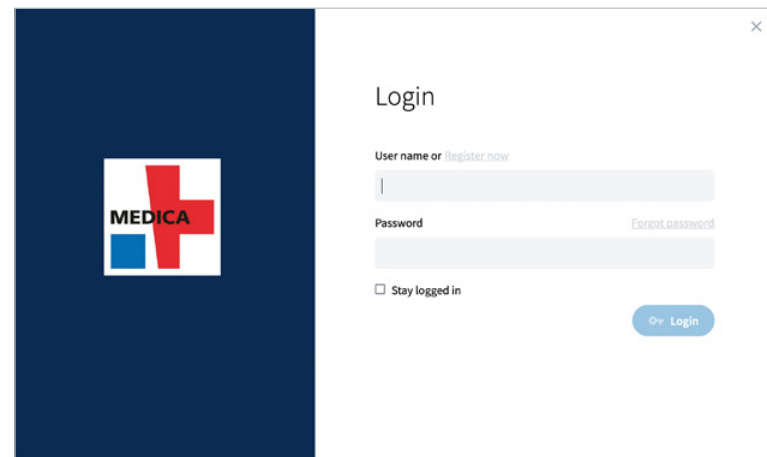 MEDICA
Login
User name or Register now
Password Forgot password
Stay logged in
Login